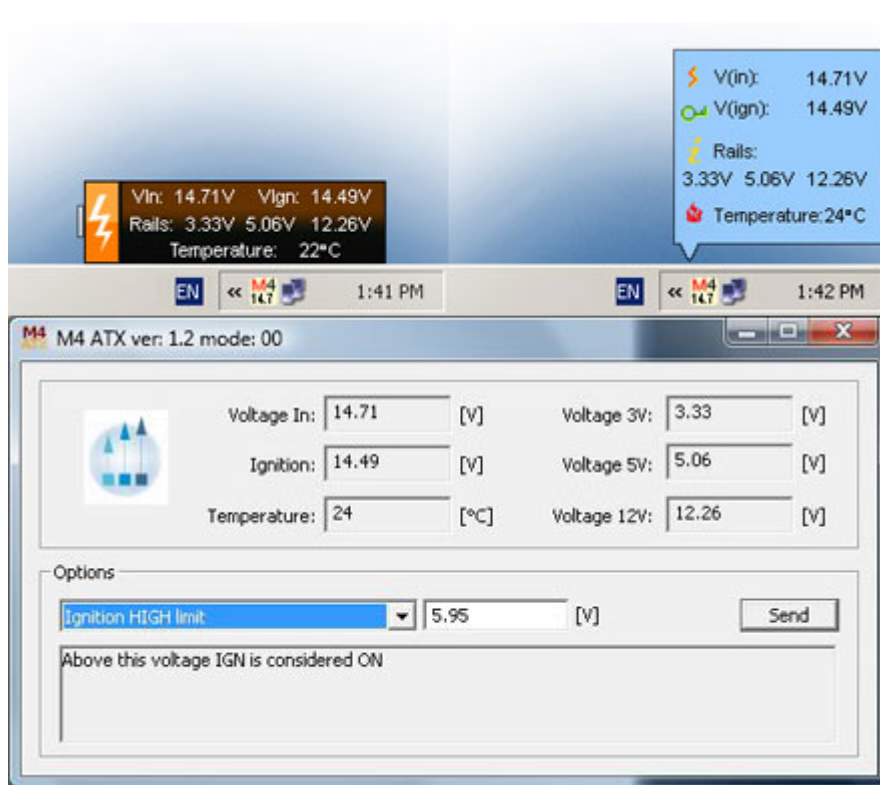 VIn: 14.71V VIgn: 14.49V
Rails: 3.33V 5.06V 12.26V
Temperature: 22°C
V(in): 14.71V
V(ign): 14.49V
Rails:
3.33V 5.06V 12.26V
Temperature:24°C
EN « M4 14.7 1:41 PM
EN « M4 14.7 1:42 PM
M4 ATX M4 ATX ver: 1.2 mode: 00
Voltage In: 14.71 [V] Voltage 3V: 3.33 [V]
Ignition: 14.49 [V] Voltage 5V: 5.06 [V]
Temperature: 24 [°C] Voltage 12V: 12.26 [V]
Options
Ignition HIGH limit 5.95 [V] Send
Above this voltage IGN is considered ON